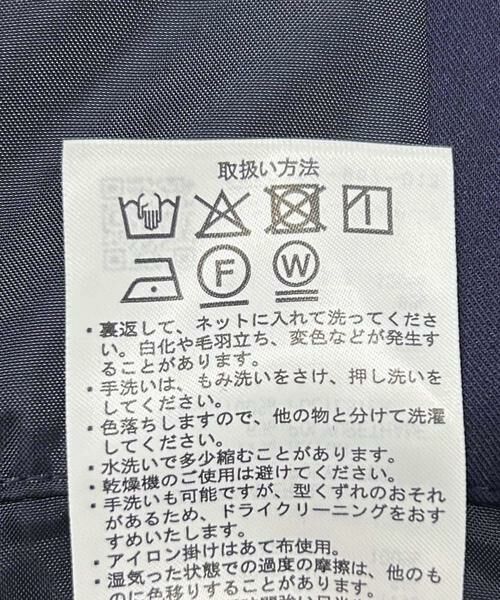 取扱い方法
F
W
・裏返して、ネットに入れて洗ってくださ
い。白化や毛羽立ち、変色などが発生す
ることがあります。
・手洗いは、もみ洗いをさけ、押し洗いを
してください。
・色落ちしますので、他の物と分けて洗濯
してください。
・水洗いで多少縮むことがあります。
・乾燥機のご使用は避けてください。
・手洗いも可能ですが、型くずれのおそれ
があるため、ドライクリーニングをおす
すめいたします。
・アイロン掛けはあて布使用。
・湿気った状態での過度の摩擦は、他のも
のに色移りすることがあります。